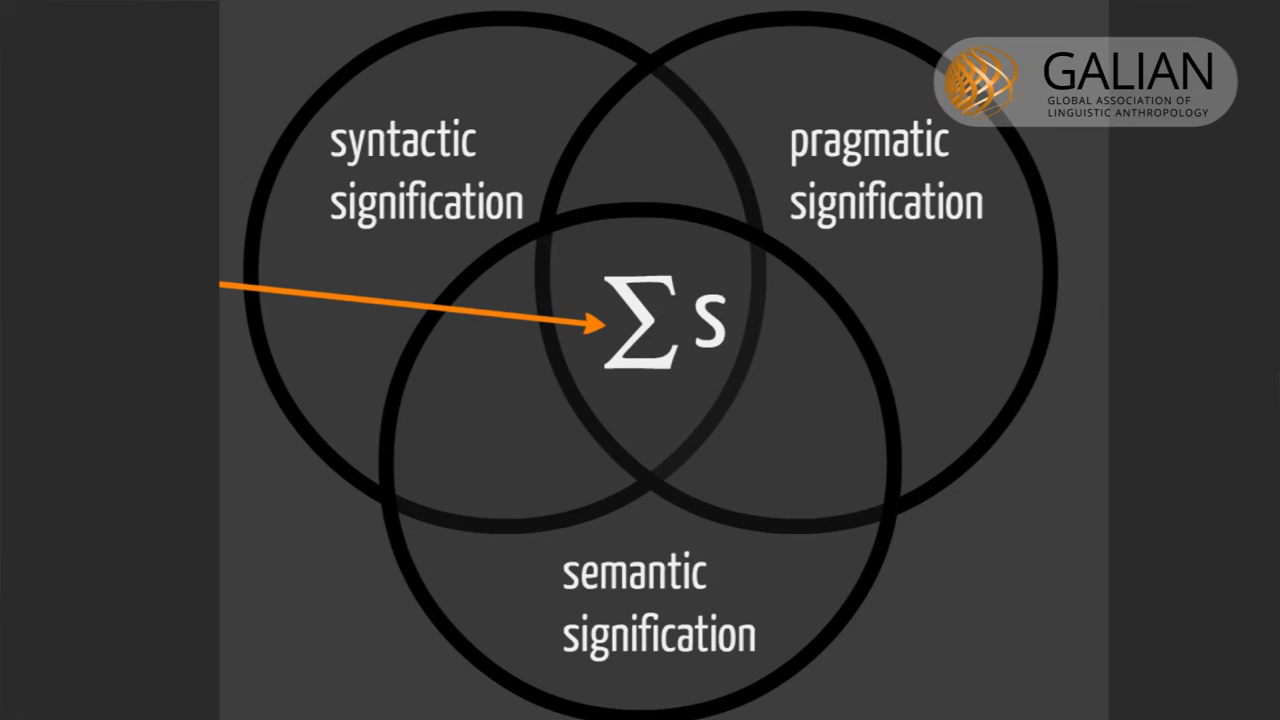 GALIAN
GLOBAL ASSOCIATION OF
LINGUISTIC ANTHROPOLOGY
syntactic
signification
pragmatic
signification
∑ s
semantic
signification